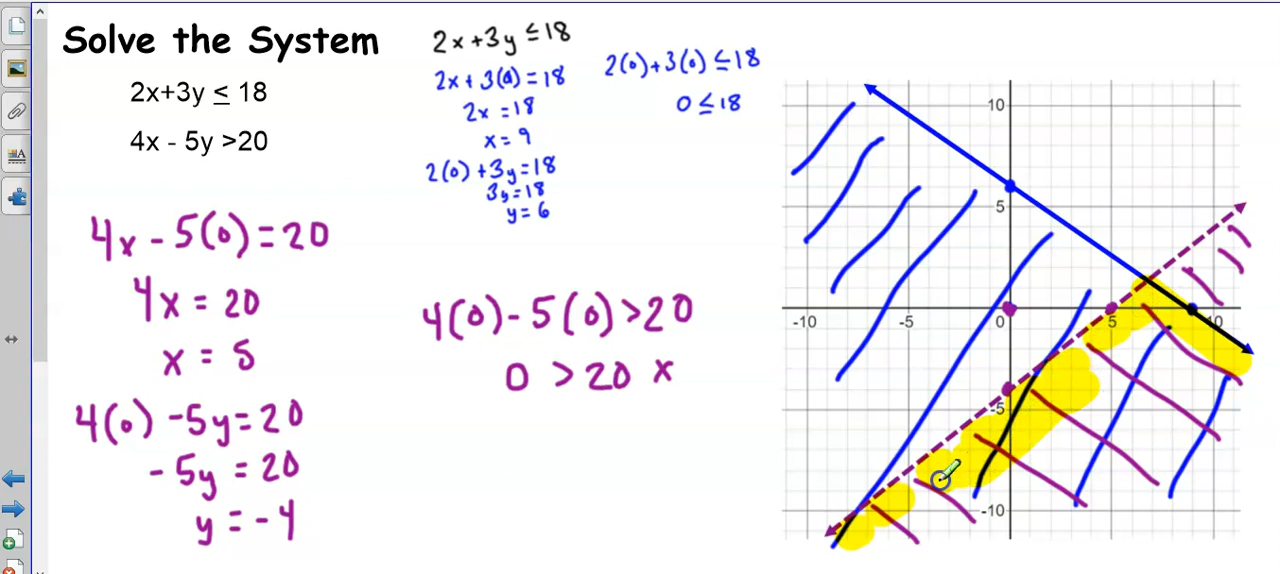 Solve the System
2x+3y ≤ 18
4x - 5y >20
2x+3y ≤ 18
2x + 3(0) = 18
2x = 18
x = 9
2(0) + 3y = 18
3y = 18
y = 6
2(0) + 3(0) ≤ 18
0 ≤ 18
4x - 5(0) = 20
4x = 20
x = 5
4(0) - 5y = 20
-5y = 20
y = -4
4(0) - 5(0) > 20
0 > 20 x
10
5
-10 -5 0 5 10
-5
-10